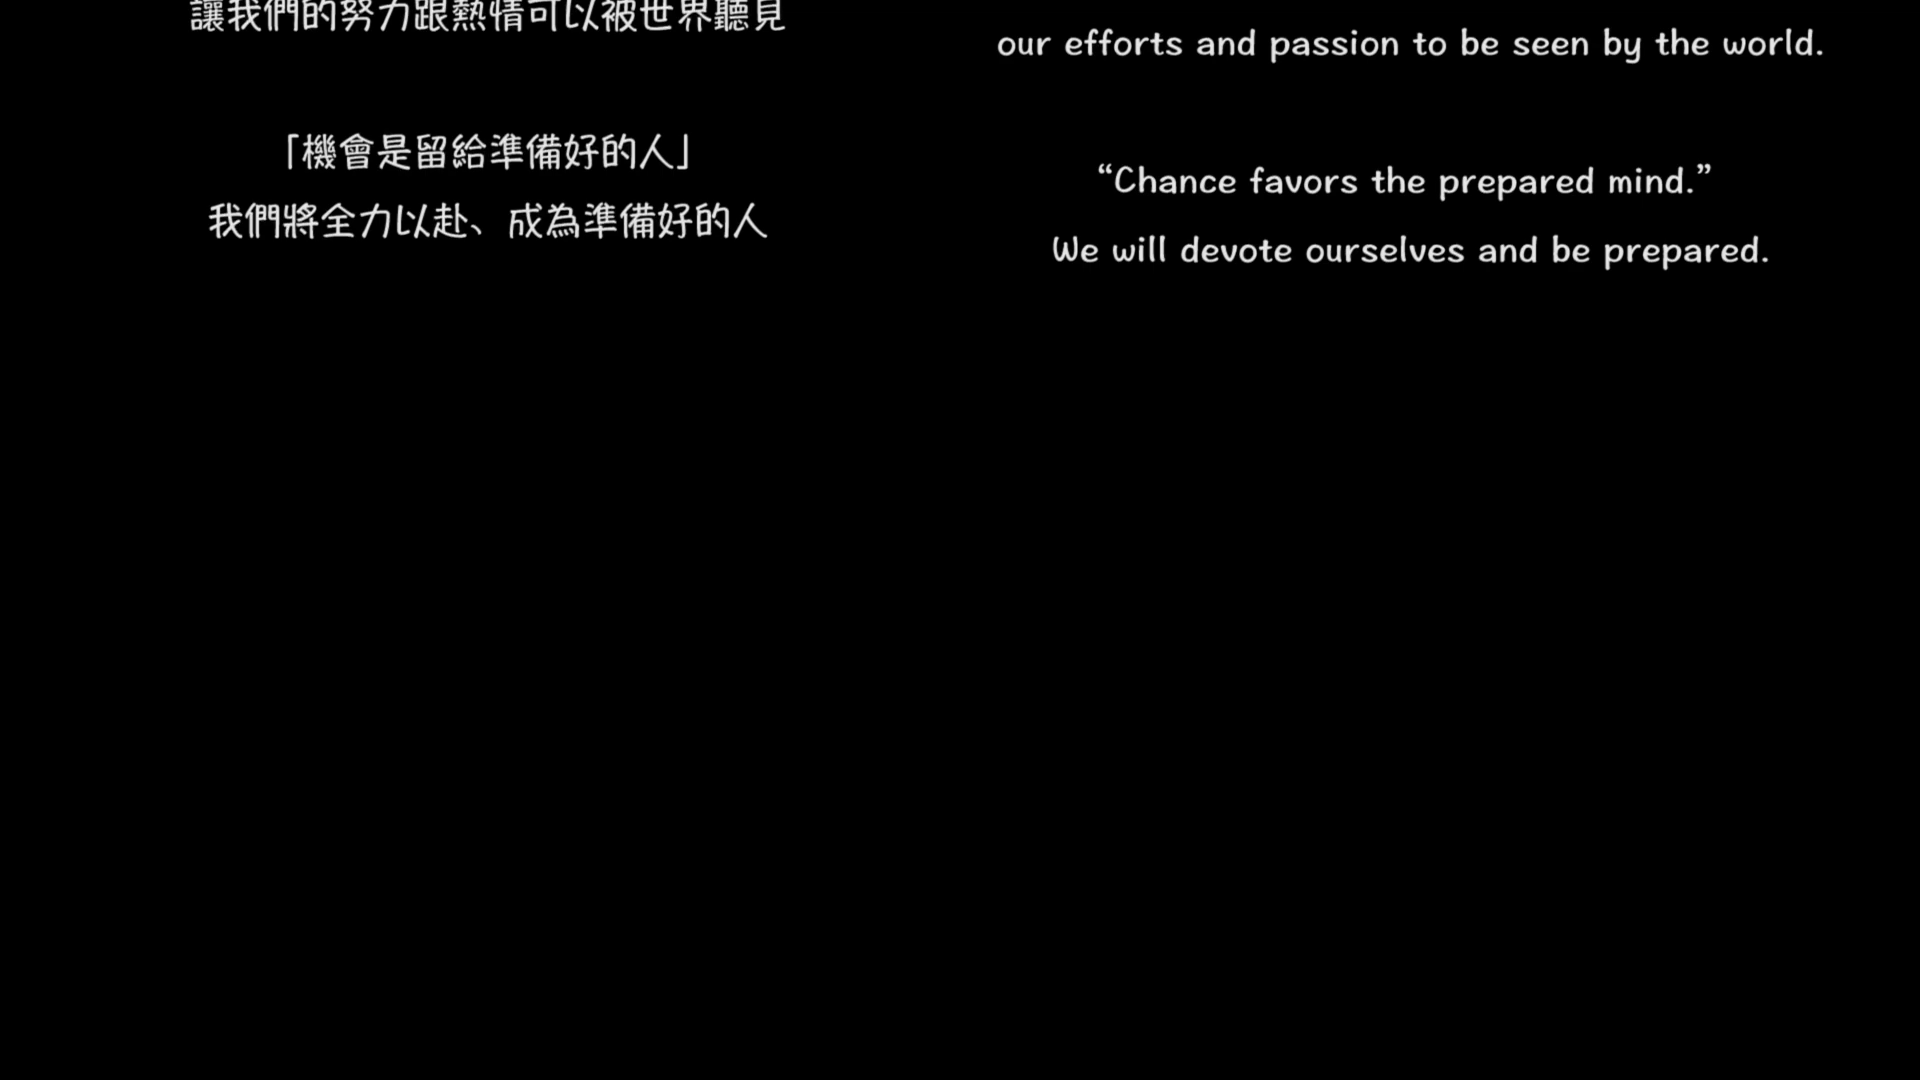 讓我們的努力跟熱情可以被世界聽見
「機會是留給準備好的人」
我們將全力以赴、成為準備好的人
our efforts and passion to be seen by the world.
“Chance favors the prepared mind.”
We will devote ourselves and be prepared.